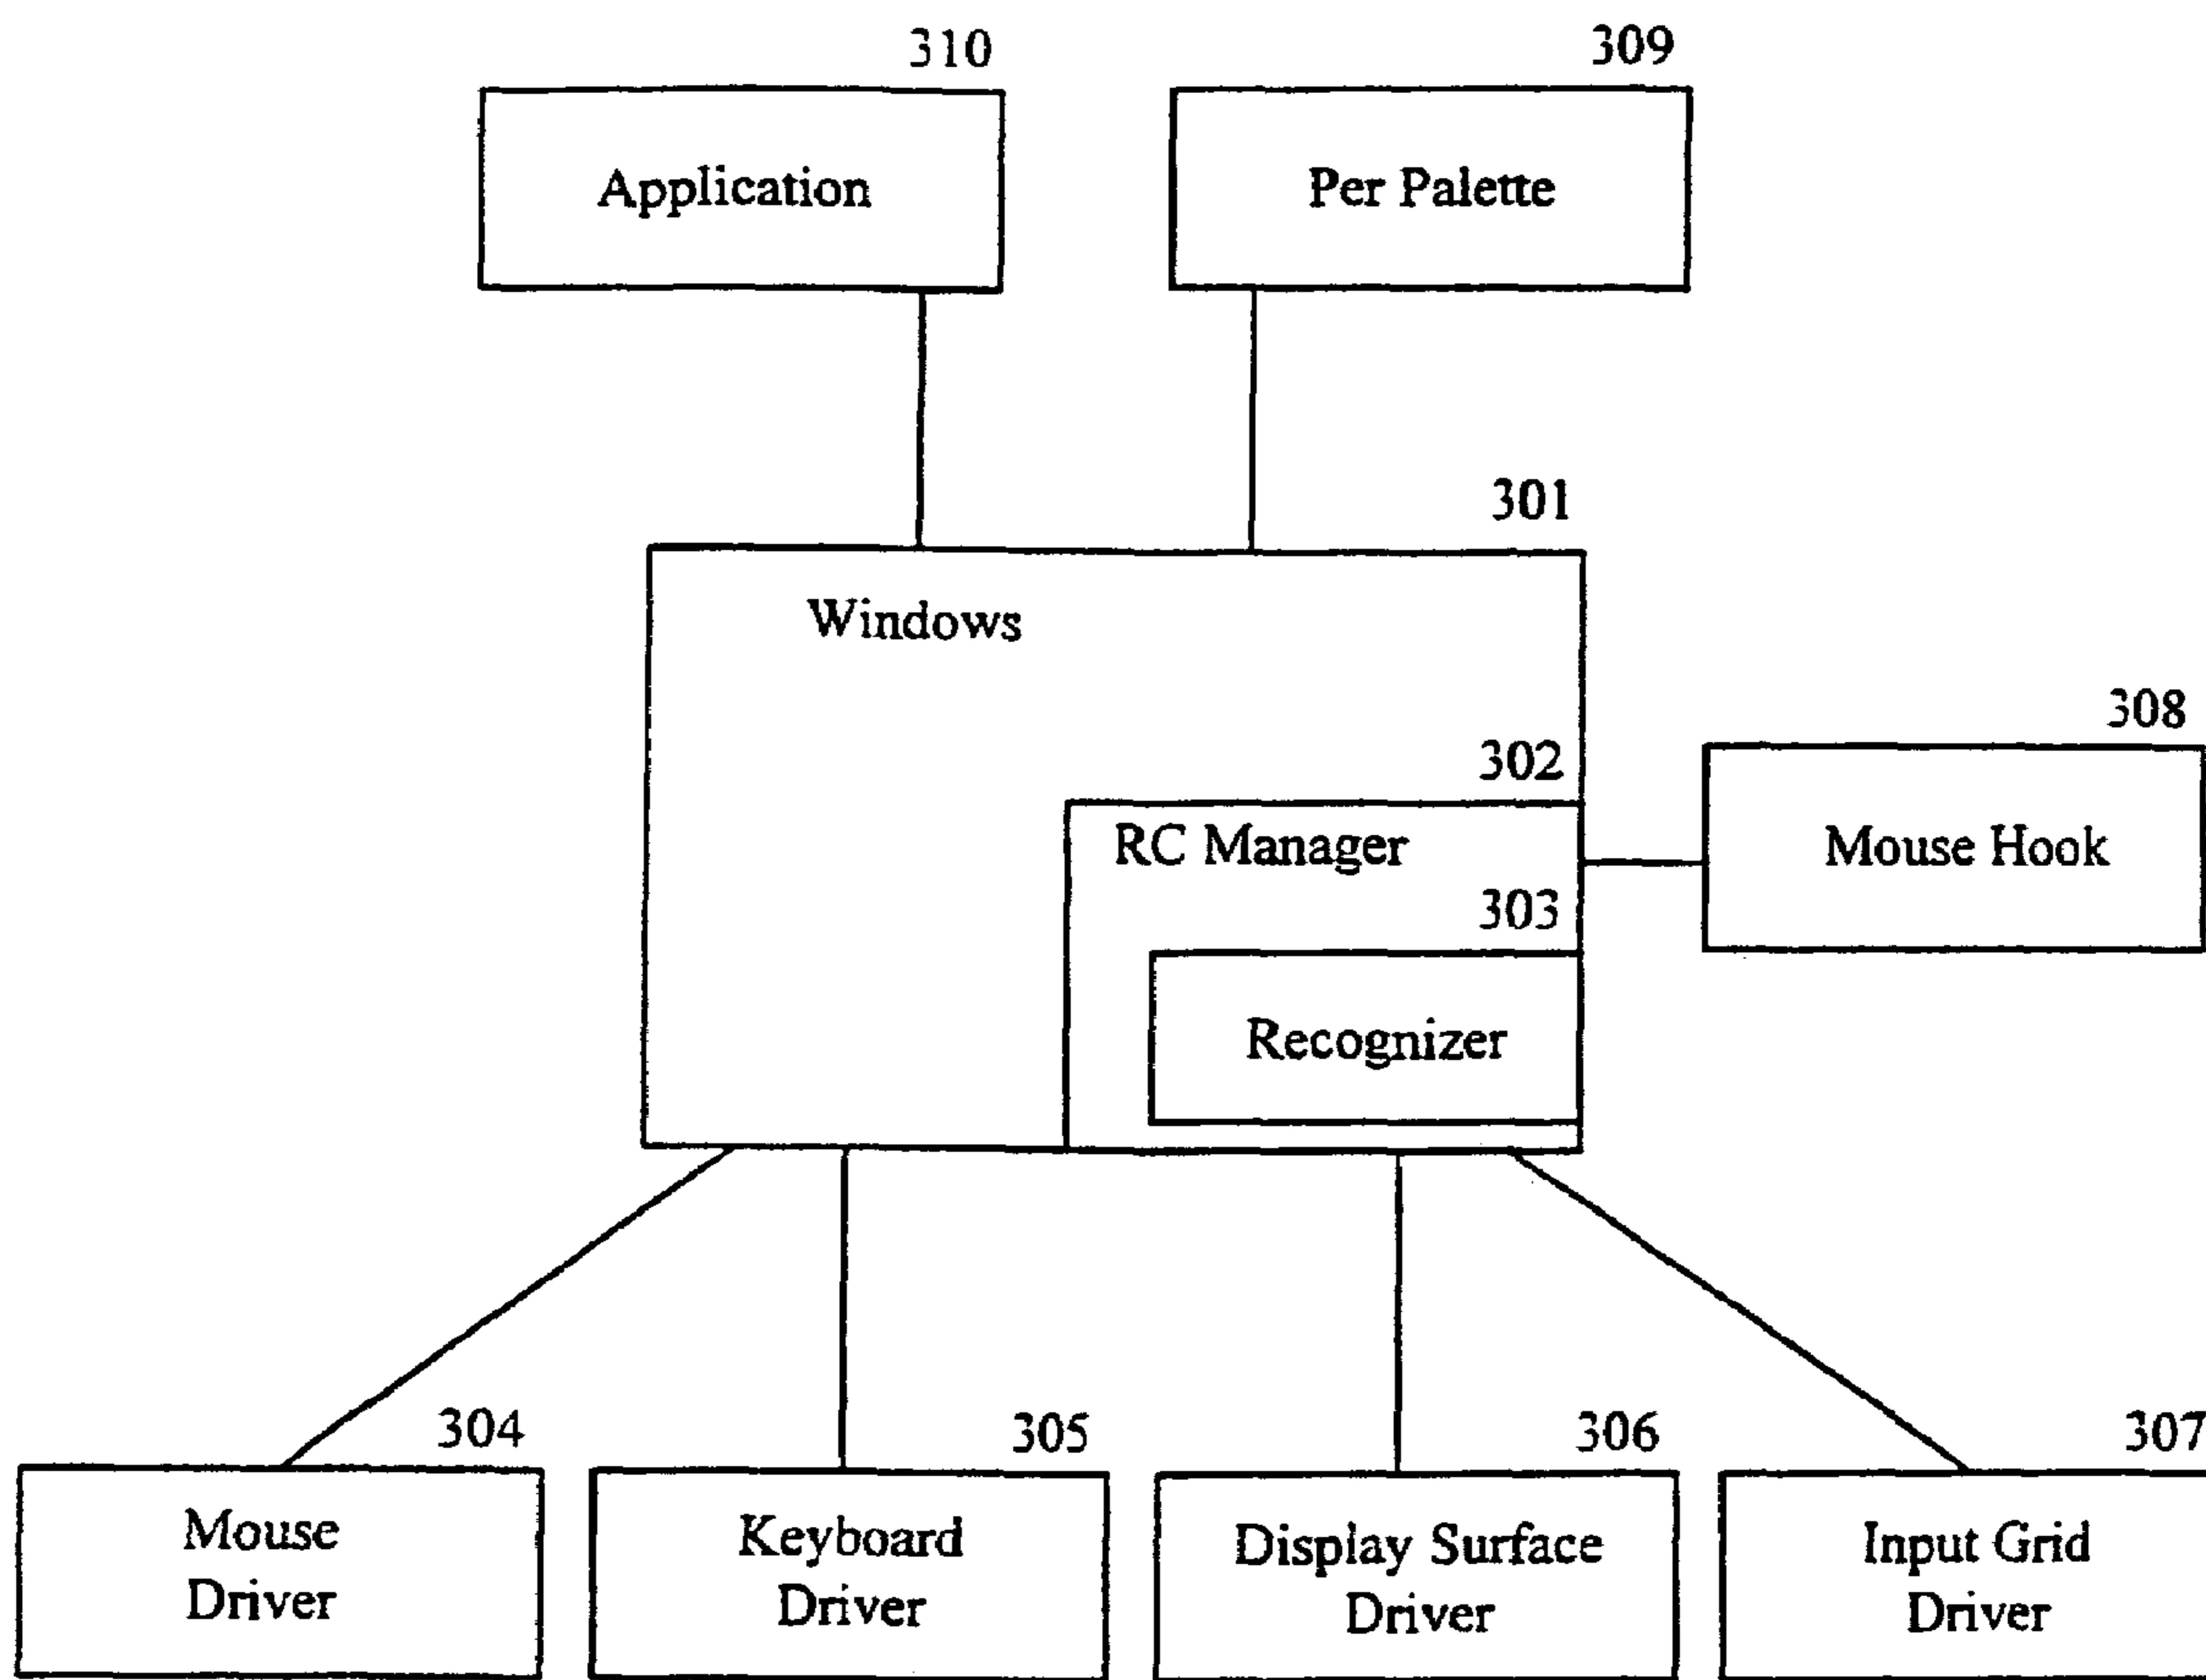 310
309
Application
Per Palette
301
Windows
308
302
RC Manager
Mouse Hook
303
Recognizer
304
305
306
307
Mouse
Driver
Keyboard
Driver
Display Surface
Driver
Input Grid
Driver